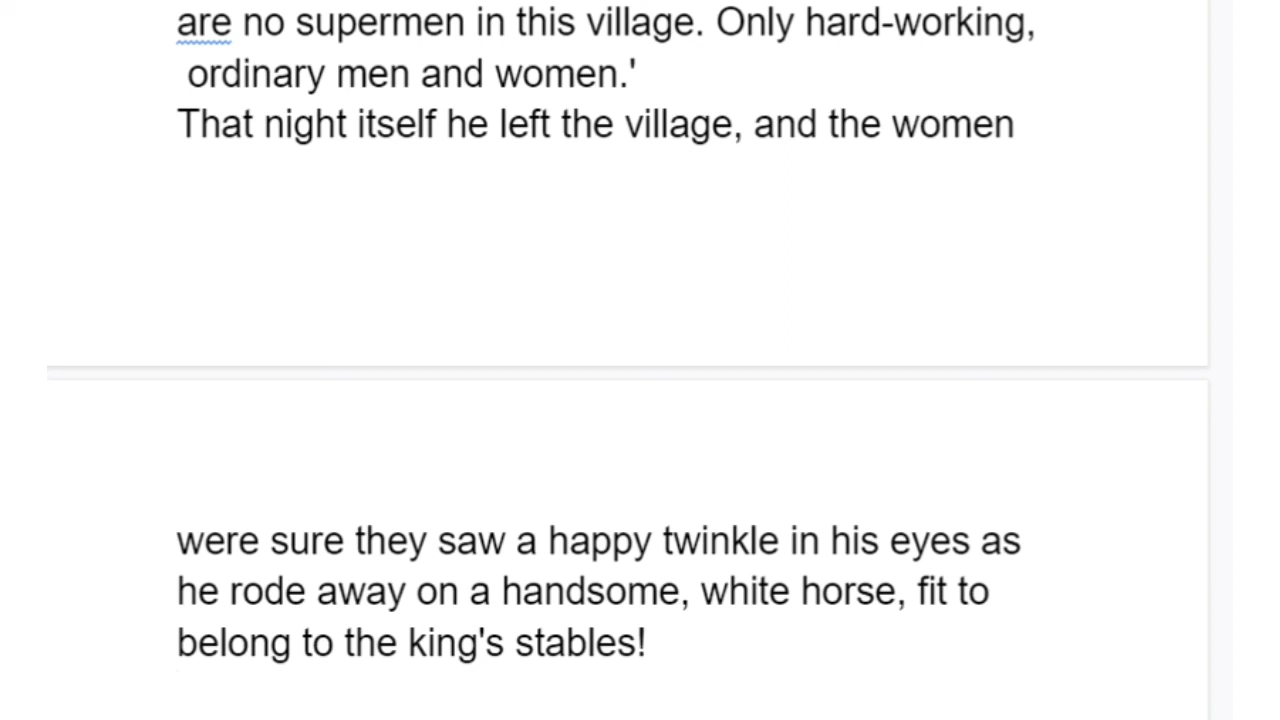 are no supermen in this village. Only hard-working,
ordinary men and women.'
That night itself he left the village, and the women
were sure they saw a happy twinkle in his eyes as
he rode away on a handsome, white horse, fit to
belong to the king's stables!